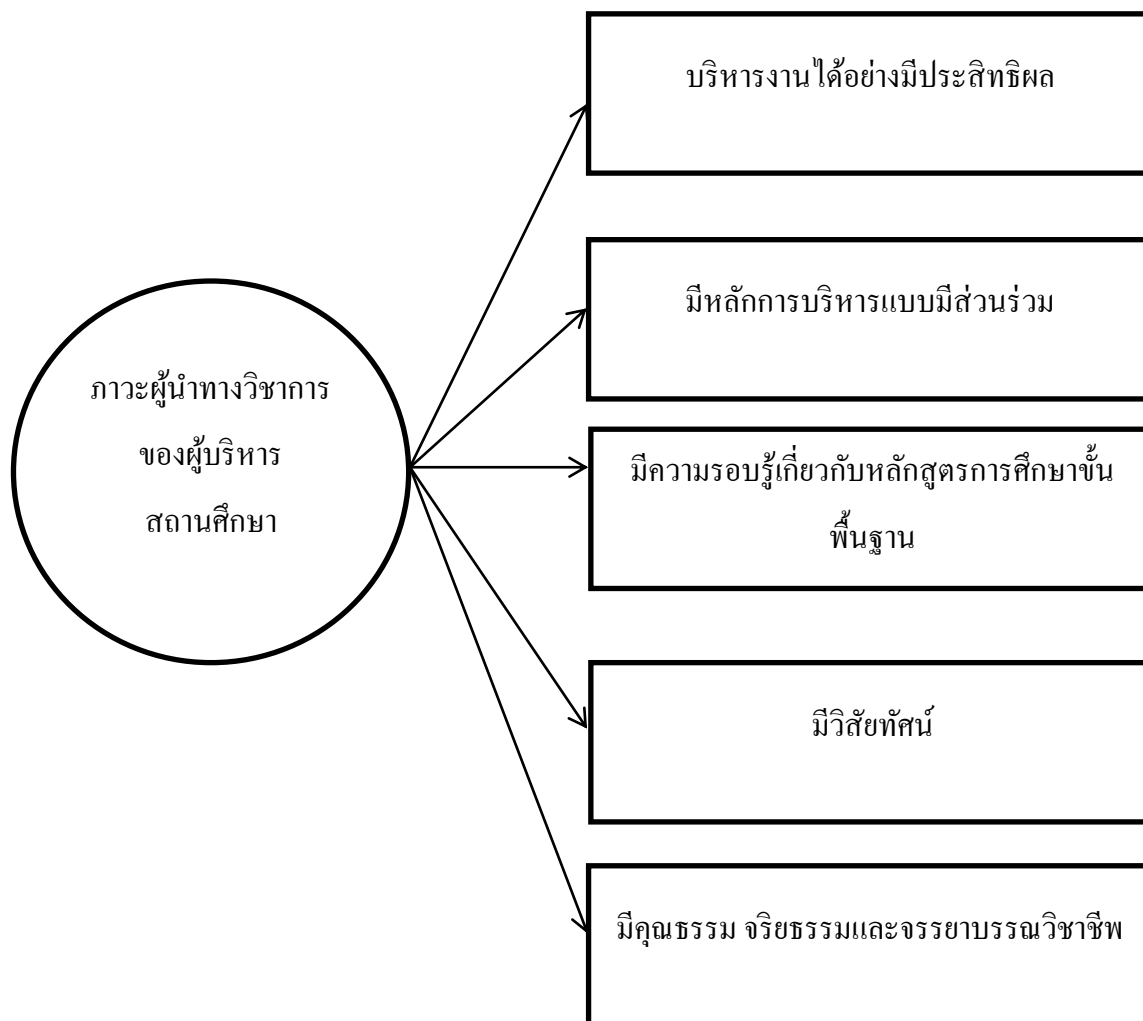 ภาวะผู้นำทางวิชาการ
ของผู้บริหาร
สถานศึกษา
บริหารงานได้อย่างมีประสิทธิผล
มีหลักการบริหารแบบมีส่วนร่วม
มีความรอบรู้เกี่ยวกับหลักสูตรการศึกษาขั้น
พื้นฐาน
มีวิสัยทัศน์
มีคุณธรรม จริยธรรมและจรรยาบรรณวิชาชีพ